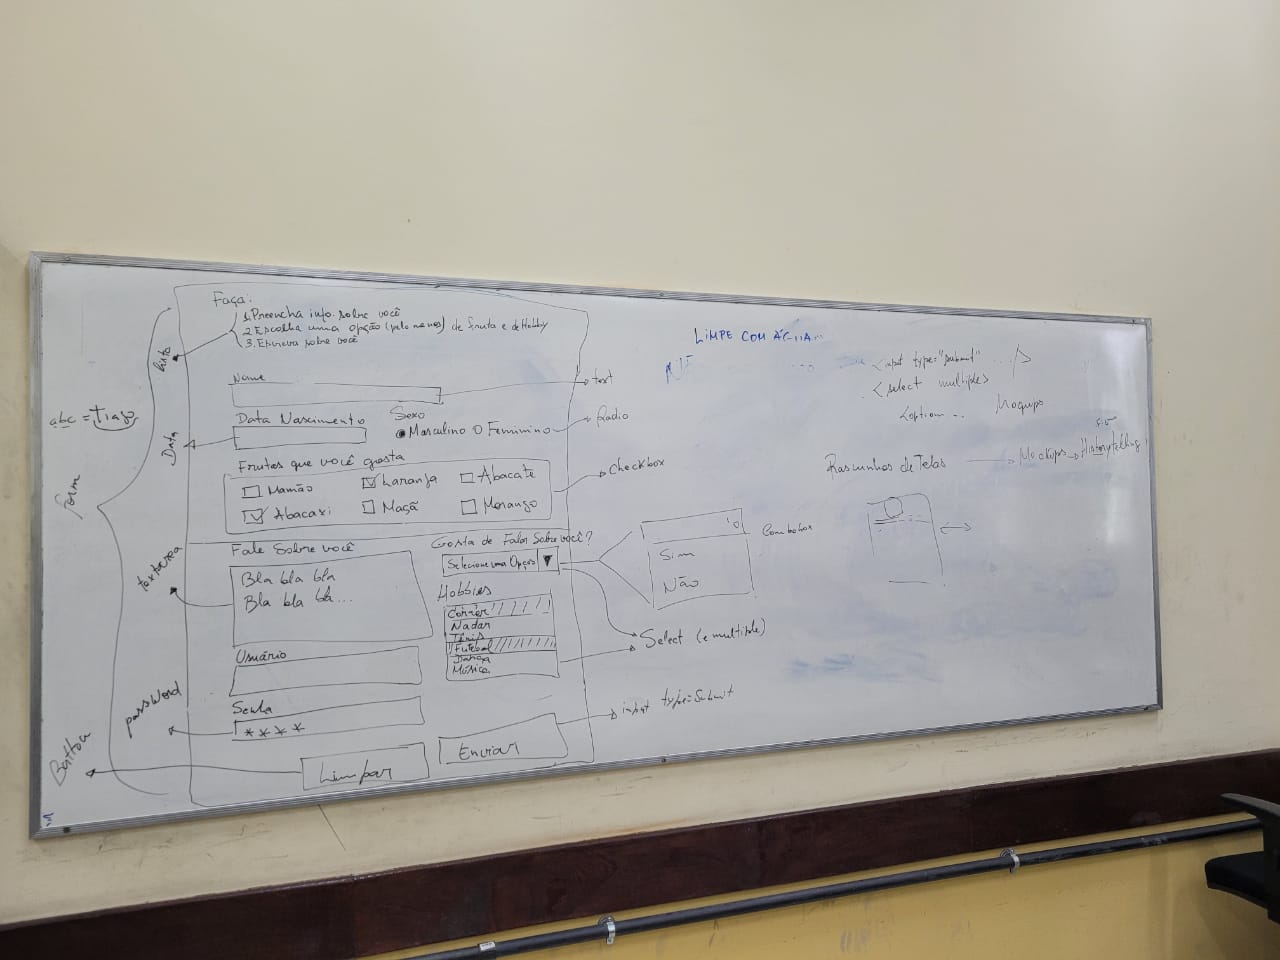 Faça:
1. Preencha info. sobre você
2. Escolha uma opção (pelo menos) de fruta e de Hobby
3. Escreva sobre você
lista
Nome
text
abc = Tiago
Data Nascimento
Data
Sexo
Masculino O Feminino
Radio
Frutas que você gosta
Mamão
Laranja
Abacate
Abacaxi
Maçã
Morango
Checkbox
form
Fale sobre você
Bla bla bla
Bla bla bla...
textarea
Gosta de Falar Sobre você?
Selecione uma Opção
Sim
Não
Combobox
Hobbies
Correr
Nadar
Tênis
Futebol
Dança
Música
Select (e multiple)
Usuário
Senha
****
password
Limpar
Enviar
Button
input type=Submit
LIMPE COM ÁGUA...
<input type="submit" .../>
<select multiple>
<option...
Moqups
Rascunhos de Telas
Mockups
Historytelling